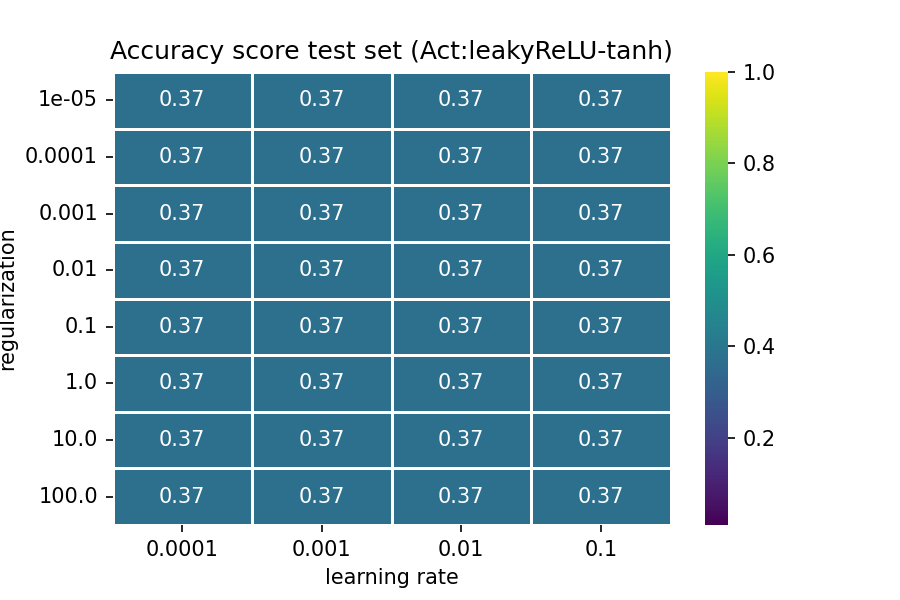 Accuracy score test set (Act:leakyReLU-tanh)
1e-05 0.37 0.37 0.37 0.37
0.0001 0.37 0.37 0.37 0.37
0.001 0.37 0.37 0.37 0.37
0.01 0.37 0.37 0.37 0.37
0.1 0.37 0.37 0.37 0.37
1.0 0.37 0.37 0.37 0.37
10.0 0.37 0.37 0.37 0.37
100.0 0.37 0.37 0.37 0.37
regularization
0.0001 0.001 0.01 0.1
learning rate
1.0
0.8
0.6
0.4
0.2